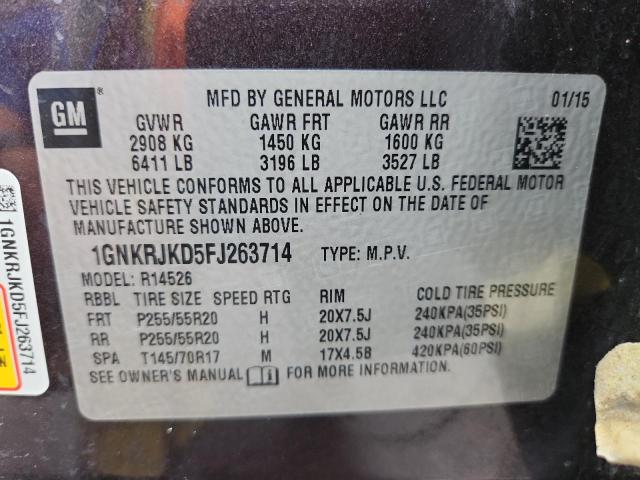 GM
MFD BY GENERAL MOTORS LLC 01/15
GVWR GAWR FRT GAWR RR
2908 KG 1450 KG 1600 KG
6411 LB 3196 LB 3527 LB
THIS VEHICLE CONFORMS TO ALL APPLICABLE U.S. FEDERAL MOTOR
VEHICLE SAFETY STANDARDS IN EFFECT ON THE DATE OF
MANUFACTURE SHOWN ABOVE.
1GNKRJKD5FJ263714 TYPE: M.P.V.
MODEL: R14526
RBBL TIRE SIZE SPEED RTG RIM COLD TIRE PRESSURE
FRT P255/55R20 H 20X7.5J 240KPA(35PSI)
RR P255/55R20 H 20X7.5J 240KPA(35PSI)
SPA T145/70R17 M 17X4.5B 420KPA(60PSI)
SEE OWNER'S MANUAL FOR MORE INFORMATION.
1GNKRJKD5FJ263714